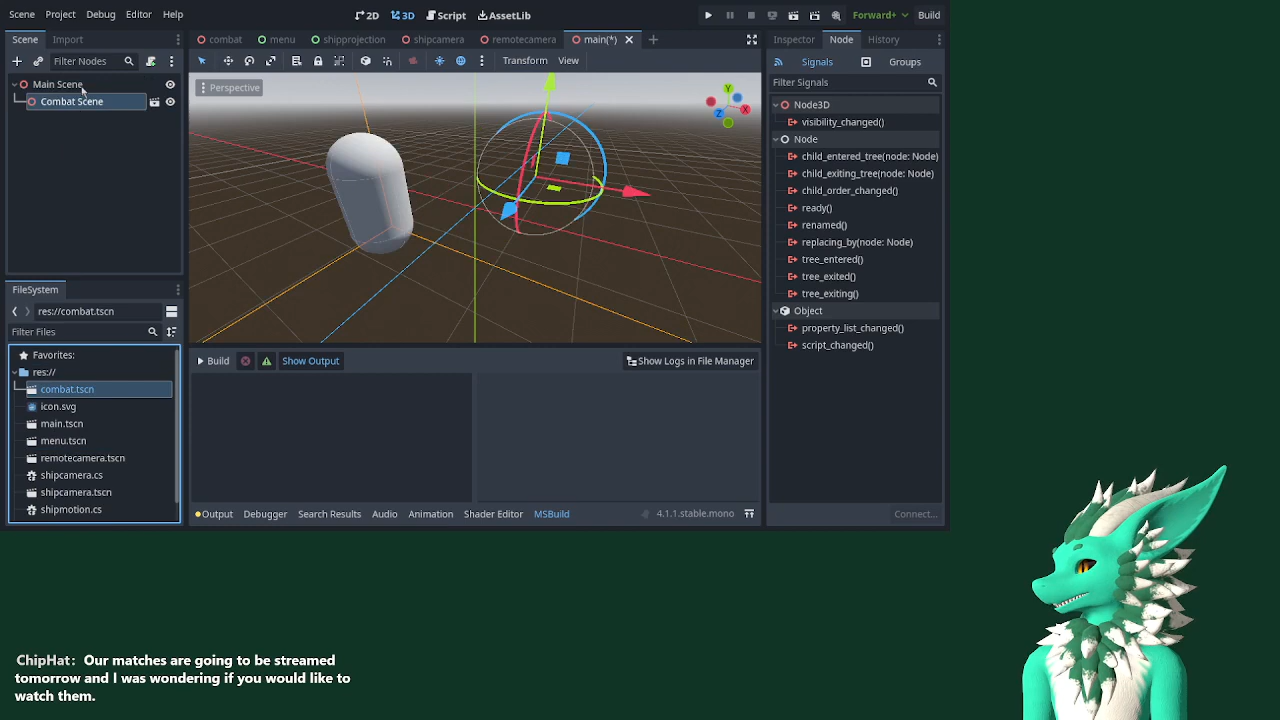 Scene Project Debug Editor Help 2D 3D Script AssetLib Forward+ Build
Scene Import combat menu shipprojection shipcamera remotecamera main(*) Inspector Node History
Filter Nodes Transform View Signals Groups
Main Scene Perspective Filter Signals
Combat Scene
Y
X
Z
Node3D
visibility_changed()
Node
child_entered_tree(node: Node)
child_exiting_tree(node: Node)
child_order_changed()
ready()
renamed()
replacing_by(node: Node)
tree_entered()
tree_exited()
tree_exiting()
Object
property_list_changed()
script_changed()
FileSystem
res://combat.tscn
Filter Files
Favorites:
res://
combat.tscn
icon.svg
main.tscn
menu.tscn
remotecamera.tscn
shipcamera.cs
shipcamera.tscn
shipmotion.cs
Build Show Output Show Logs in File Manager
Output Debugger Search Results Audio Animation Shader Editor MSBuild 4.1.1.stable.mono Connect...
ChipHat: Our matches are going to be streamed
tomorrow and I was wondering if you would like to
watch them.